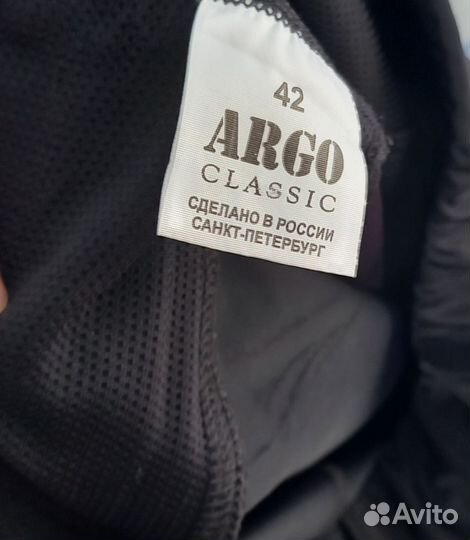 42
ARGO
CLASSIC
СДЕЛАНО В РОССИИ
САНКТ-ПЕТЕРБУРГ
Avito